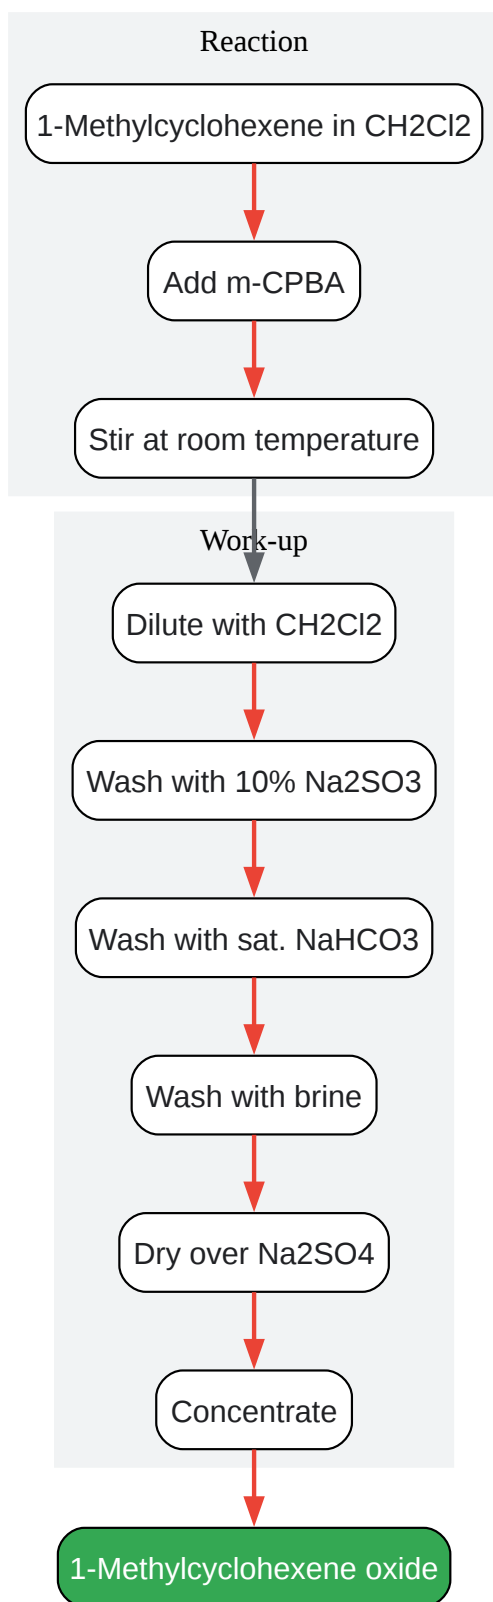 Reaction
1-Methylcyclohexene in CH2Cl2
Add m-CPBA
Stir at room temperature
Work-up
Dilute with CH2Cl2
Wash with 10% Na2SO3
Wash with sat. NaHCO3
Wash with brine
Dry over Na2SO4
Concentrate
1-Methylcyclohexene oxide